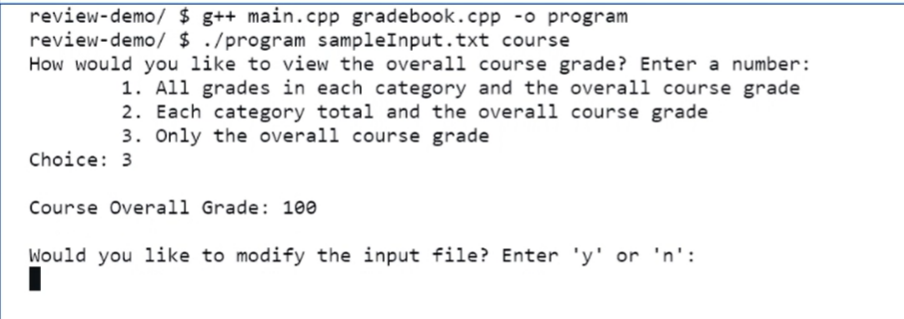 review-demo/ $ g++ main.cpp gradebook.cpp -o program
review-demo/ $ ./program sampleInput.txt course
How would you like to view the overall course grade? Enter a number:
1. All grades in each category and the overall course grade
2. Each category total and the overall course grade
3. Only the overall course grade
Choice: 3
Course Overall Grade: 100
Would you like to modify the input file? Enter 'y' or 'n':